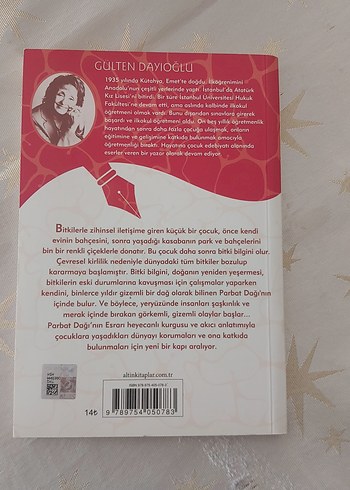 GÜLTEN DAYIOĞLU
1935 yılında Kütahya, Emet'te doğdu. İlköğrenimini
Anadolu'nun çeşitli yerlerinde yaptı. İstanbul'da Atatürk
Kız Lisesi'ni bitirdi. Bir süre İstanbul Üniversitesi Hukuk
Fakültesi'ne devam etti, ama aslında kalbinde ilkokul
öğretmeni olmak vardı. Bunu dışarıdan sınavlara girerek
başardı ve ilkokul öğretmeni oldu. On beş yıllık öğretmenlik
hayatından sonra daha fazla çocuğa ulaşmak, onların
eğitimine ve gelişimine katkıda bulunmak amacıyla,
öğretmenliği bıraktı. Hayatına çocuk edebiyatı alanında
eserler veren bir yazar olarak devam ediyor.
Bitkilerle zihinsel iletişime giren küçük bir çocuk, önce kendi
evinin bahçesini, sonra yaşadığı kasabanın park ve bahçelerini
bin bir renkli çiçeklerle donatır. Bu çocuk daha sonra bitki bilgini olur.
Çevresel kirlilik nedeniyle dünyadaki tüm bitkiler bozulup
kararmaya başlamıştır. Bitki bilgini, doğanın yeniden yeşermesi,
bitkilerin eski durumlarına kavuşması için çalışmalar yaparken
kendini, binlerce yıldır gizemli bir dağ olarak bilinen Parbat Dağı'nın
içinde bulur. Ve böylece, yeryüzünde insanları şaşkınlık ve
merak içinde bırakan görkemli, gizemli olaylar başlar...
Parbat Dağı'nın Esrarı heyecanlı kurgusu ve akıcı anlatımıyla
çocuklara yaşadıkları dünyayı korumaları ve ona katkıda
bulunmaları için yeni bir kapı aralıyor.
altinkitaplar.com.tr
14₺
9 789754 050783